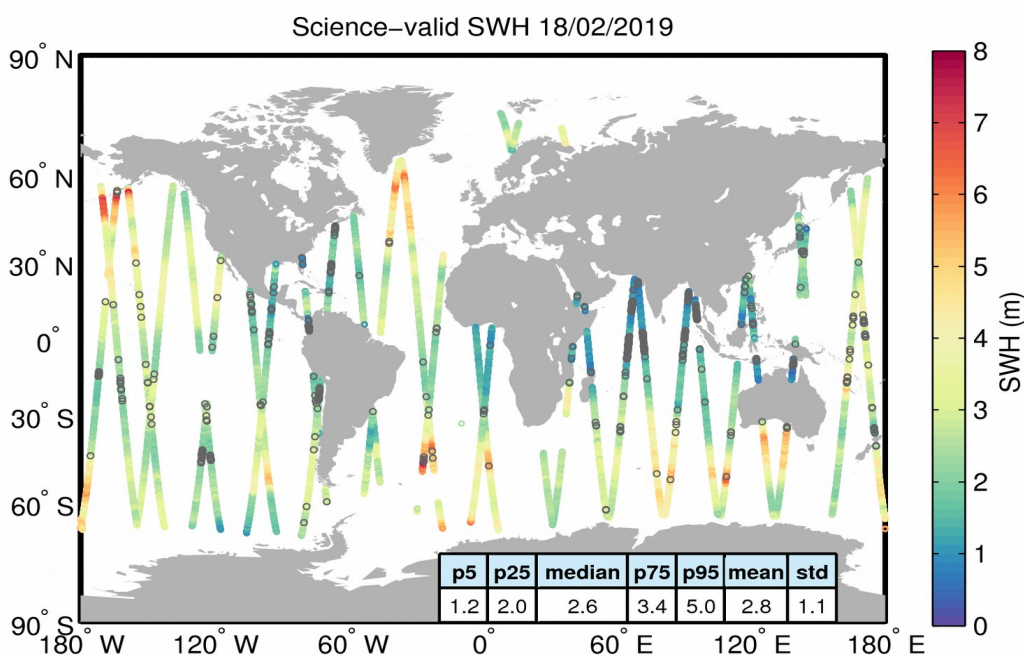 Science−valid SWH 18/02/2019
90° N
60° N
30° N
0°
30° S
60° S
90° S
180° W
120° W
60° W
0°
60° E
120° E
180° E
p5 p25 median p75 p95 mean std
1.2 2.0 2.6 3.4 5.0 2.8 1.1
8
7
6
5
4
3
2
1
0
SWH (m)